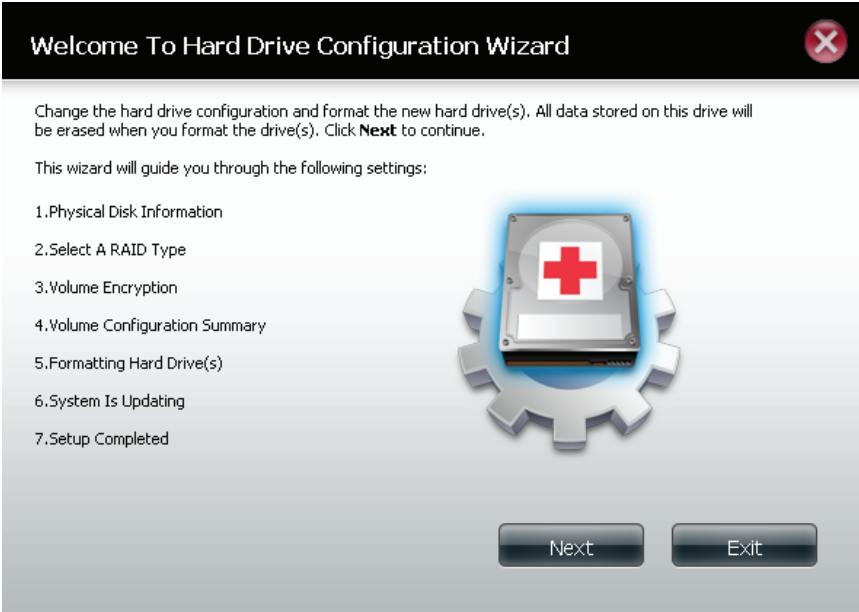 Welcome To Hard Drive Configuration Wizard
Change the hard drive configuration and format the new hard drive(s). All data stored on this drive will
be erased when you format the drive(s). Click Next to continue.
This wizard will guide you through the following settings:
1.Physical Disk Information
2.Select A RAID Type
3.Volume Encryption
4.Volume Configuration Summary
5.Formatting Hard Drive(s)
6.System Is Updating
7.Setup Completed
Next
Exit